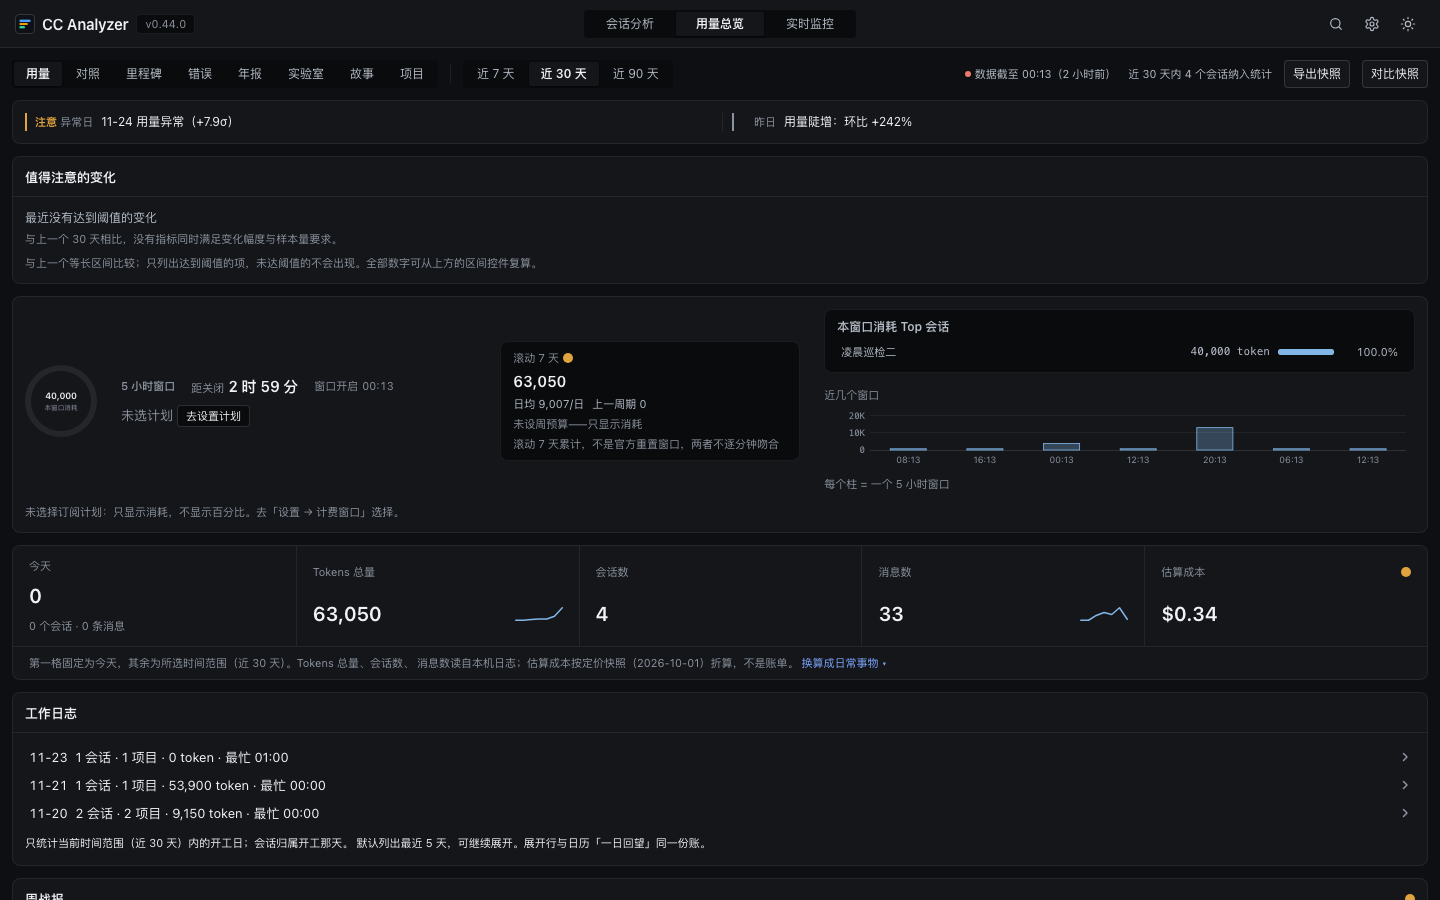 CC Analyzer v0.44.0 会话分析 用量总览 实时监控
用量 对照 里程碑 错误 年报 实验室 故事 项目 近 7 天 近 30 天 近 90 天 数据截至 00:13（2 小时前） 近 30 天内 4 个会话纳入统计 导出快照 对比快照
注意 异常日 11-24 用量异常（+7.9σ） 昨日 用量陡增：环比 +242%
值得注意的变化
最近没有达到阈值的变化
与上一个 30 天相比，没有指标同时满足变化幅度与样本量要求。
与上一个等长区间比较；只列出达到阈值的项，未达阈值的不会出现。全部数字可从上方的区间控件复算。
40,000
本窗口消耗
5 小时窗口 距关闭 2 时 59 分 窗口开启 00:13
未选计划 去设置计划
滚动 7 天
63,050
日均 9,007/日 上一周期 0
未设周预算——只显示消耗
滚动 7 天累计，不是官方重置窗口，两者不逐分钟吻合
本窗口消耗 Top 会话
凌晨巡检二 40,000 token 100.0%
近几个窗口
20K
10K
0
08:13 16:13 00:13 12:13 20:13 06:13 12:13
每个柱 = 一个 5 小时窗口
未选择订阅计划：只显示消耗，不显示百分比。去「设置 → 计费窗口」选择。
今天
0
0 个会话 · 0 条消息
Tokens 总量
63,050
会话数
4
消息数
33
估算成本
$0.34
第一格固定为今天，其余为所选时间范围（近 30 天）。Tokens 总量、会话数、 消息数读自本机日志；估算成本按定价快照（2026-10-01）折算，不是账单。 换算成日常事物 ▾
工作日志
11-23 1 会话 · 1 项目 · 0 token · 最忙 01:00
11-21 1 会话 · 1 项目 · 53,900 token · 最忙 00:00
11-20 2 会话 · 2 项目 · 9,150 token · 最忙 00:00
只统计当前时间范围（近 30 天）内的开工日；会话归属开工那天。 默认列出最近 5 天，可继续展开。展开行与日历「一日回望」同一份账。
周战报